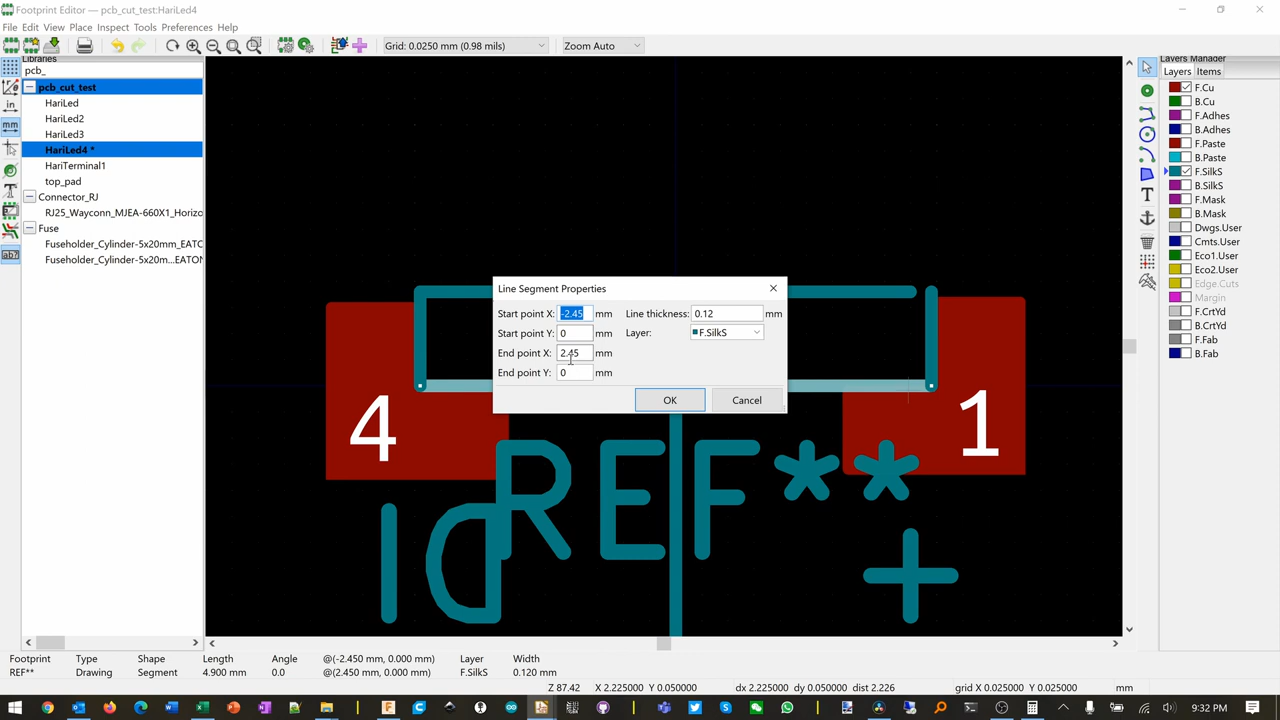 Footprint Editor — pcb_cut_test:HariLed4
File Edit View Place Inspect Tools Preferences Help
Grid: 0.0250 mm (0.98 mils)
Zoom Auto
Libraries
pcb_
pcb_cut_test
HariLed
HariLed2
HariLed3
HariLed4 *
HariTerminal1
top_pad
Connector_RJ
RJ25_Wayconn_MJEA-660X1_Horizo
Fuse
Fuseholder_Cylinder-5x20mm_EATC
Fuseholder_Cylinder-5x20m...EATON
in
mm
ab?
Line Segment Properties
Start point X: -2.45 mm
Start point Y: 0 mm
End point X: 2.45 mm
End point Y: 0 mm
Line thickness: 0.12 mm
Layer: F.SilkS
OK Cancel
4
1
REF**
+
Layers Manager
Layers Items
F.Cu
B.Cu
F.Adhes
B.Adhes
F.Paste
B.Paste
F.SilkS
B.SilkS
F.Mask
B.Mask
Dwgs.User
Cmts.User
Eco1.User
Eco2.User
Edge.Cuts
Margin
F.CrtYd
B.CrtYd
F.Fab
B.Fab
Footprint Type Shape Length Angle @(-2.450 mm, 0.000 mm) Layer Width
REF** Drawing Segment 4.900 mm 0.0 @(2.450 mm, 0.000 mm) F.SilkS 0.120 mm
Z 87.42 X 2.225000 Y 0.050000 dx 2.225000 dy 0.050000 dist 2.226 grid X 0.025000 Y 0.025000 mm
9:32 PM